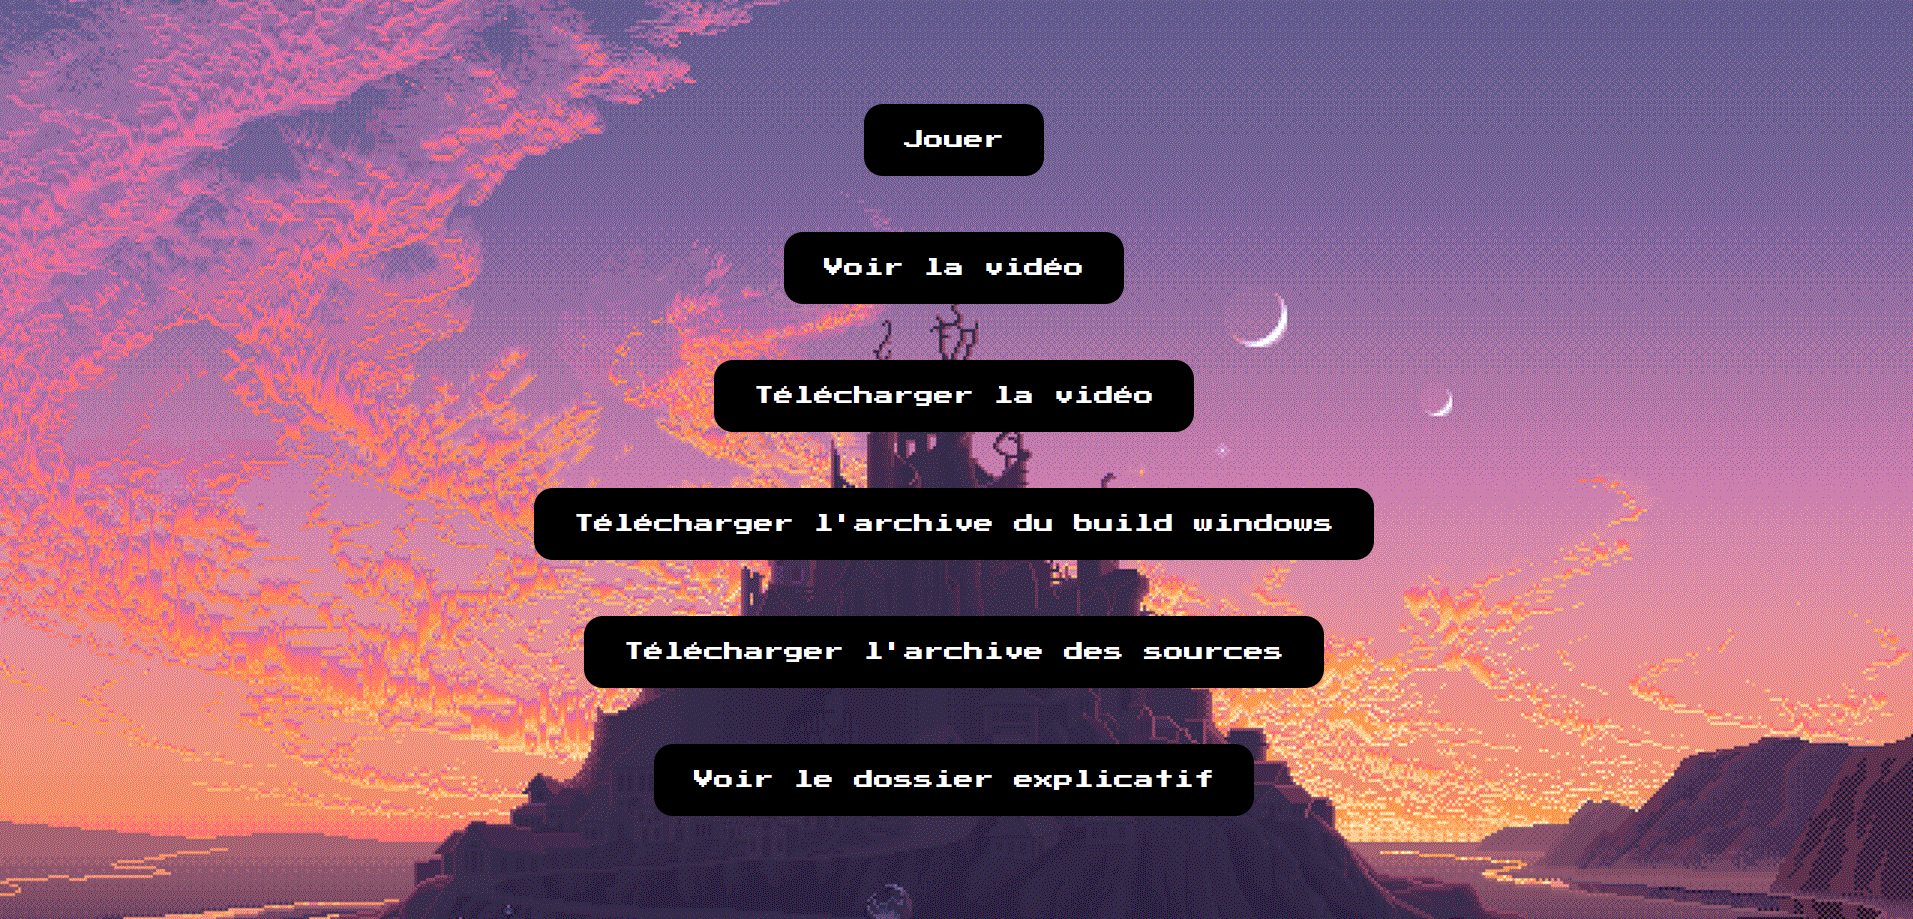 Jouer
Voir la vidéo
Télécharger la vidéo
Télécharger l'archive du build windows
Télécharger l'archive des sources
Voir le dossier explicatif